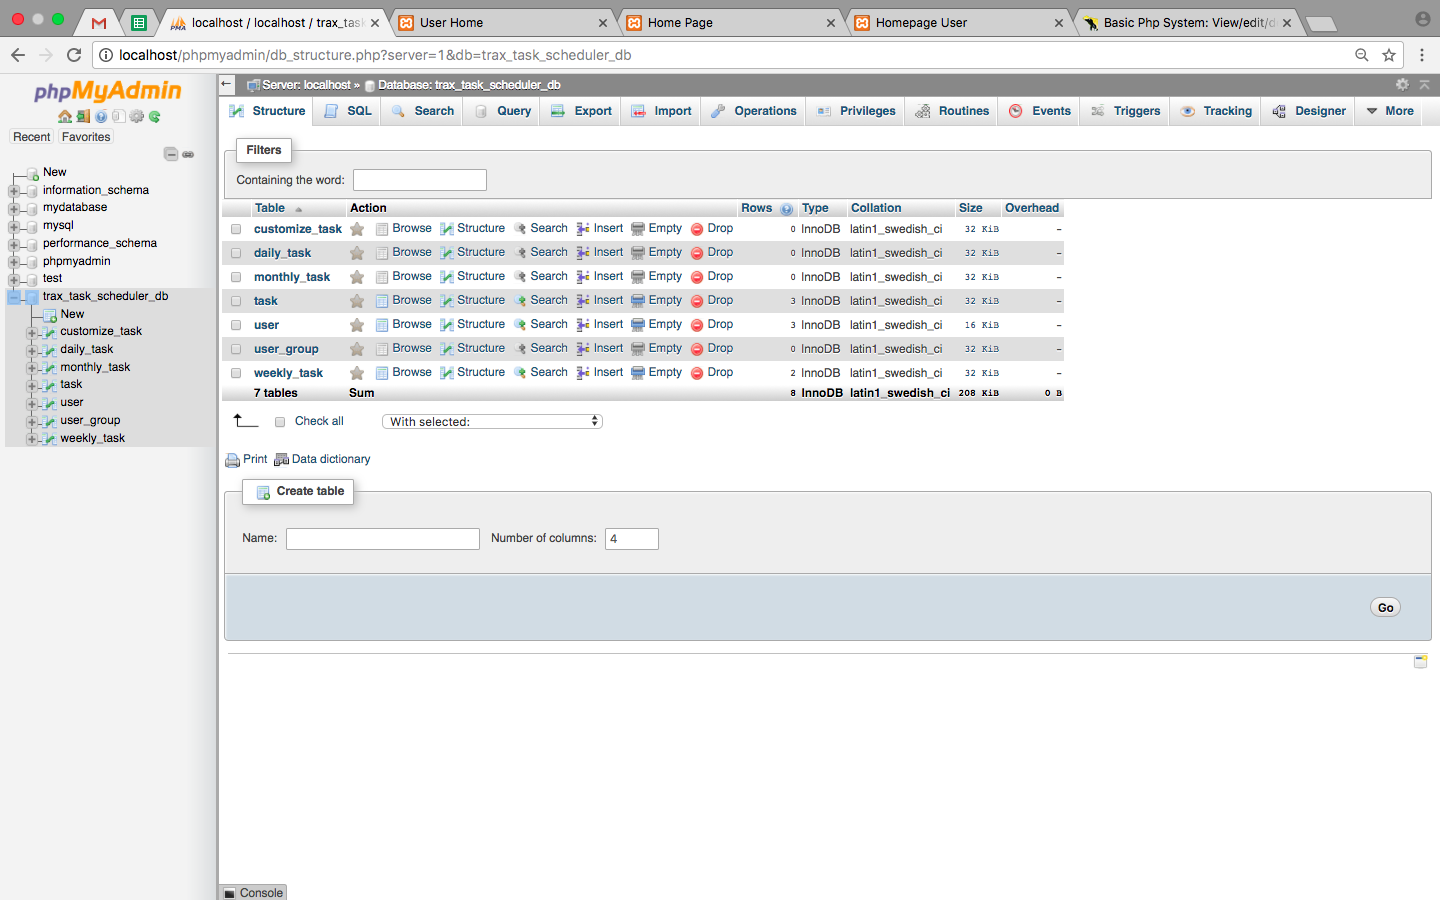 localhost / localhost / trax_tas
User Home
Home Page
Homepage User
Basic Php System: View/edit/d
localhost/phpmyadmin/db_structure.php?server=1&db=trax_task_scheduler_db
phpMyAdmin
Recent
Favorites
New
information_schema
mydatabase
mysql
performance_schema
phpmyadmin
test
trax_task_scheduler_db
New
customize_task
daily_task
monthly_task
task
user
user_group
weekly_task
Server: localhost » Database: trax_task_scheduler_db
Structure SQL Search Query Export Import Operations Privileges Routines Events Triggers Tracking Designer More
Filters
Containing the word:
Table Action Rows Type Collation Size Overhead
customize_task Browse Structure Search Insert Empty Drop 0 InnoDB latin1_swedish_ci 32 KiB -
daily_task Browse Structure Search Insert Empty Drop 0 InnoDB latin1_swedish_ci 32 KiB -
monthly_task Browse Structure Search Insert Empty Drop 0 InnoDB latin1_swedish_ci 32 KiB -
task Browse Structure Search Insert Empty Drop 3 InnoDB latin1_swedish_ci 32 KiB -
user Browse Structure Search Insert Empty Drop 3 InnoDB latin1_swedish_ci 16 KiB -
user_group Browse Structure Search Insert Empty Drop 0 InnoDB latin1_swedish_ci 32 KiB -
weekly_task Browse Structure Search Insert Empty Drop 2 InnoDB latin1_swedish_ci 32 KiB -
7 tables Sum 8 InnoDB latin1_swedish_ci 208 KiB 0 B
Check all With selected:
Print Data dictionary
Create table
Name: Number of columns: 4
Go
Console